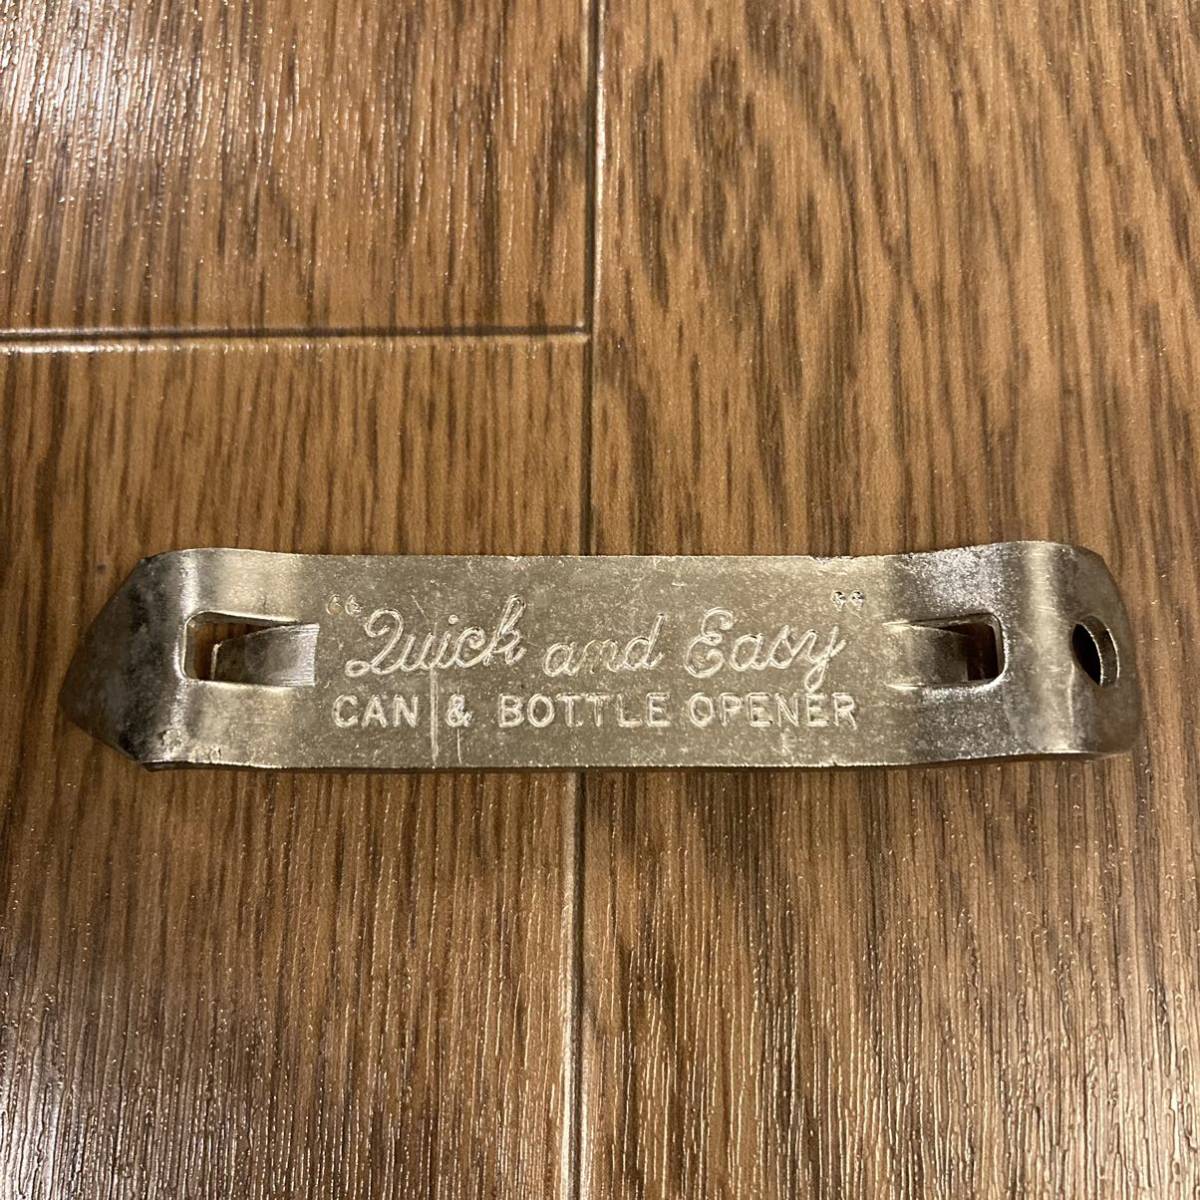 "Quick and Easy"
CAN & BOTTLE OPENER